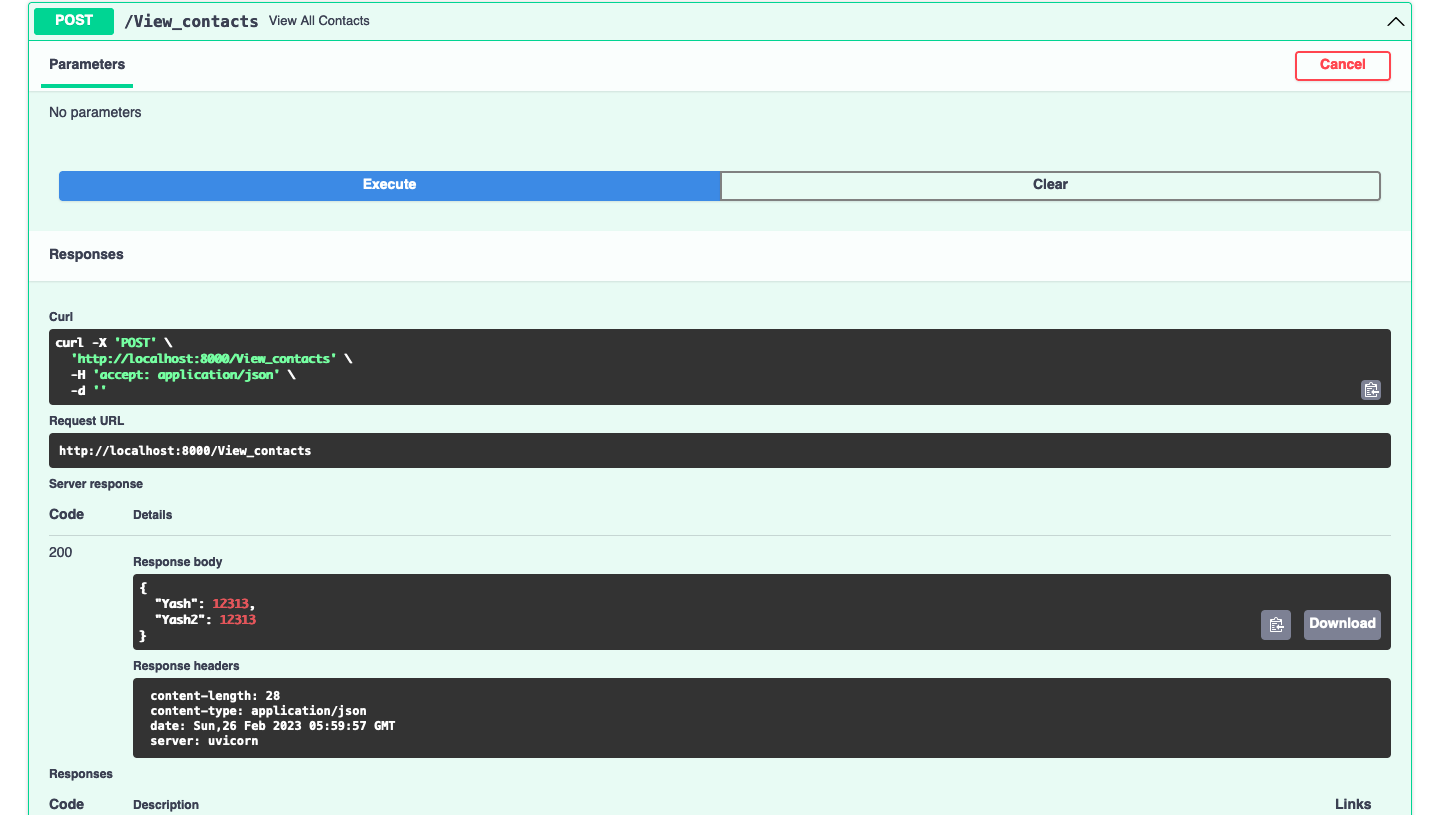 POST /View_contacts View All Contacts
Parameters Cancel
No parameters
Execute Clear
Responses
Curl
curl -X 'POST' \
'http://localhost:8000/View_contacts' \
-H 'accept: application/json' \
-d ''
Request URL
http://localhost:8000/View_contacts
Server response
Code Details
200
Response body
{
"Yash": 12313,
"Yash2": 12313
}
Download
Response headers
content-length: 28
content-type: application/json
date: Sun,26 Feb 2023 05:59:57 GMT
server: uvicorn
Responses
Code Description Links